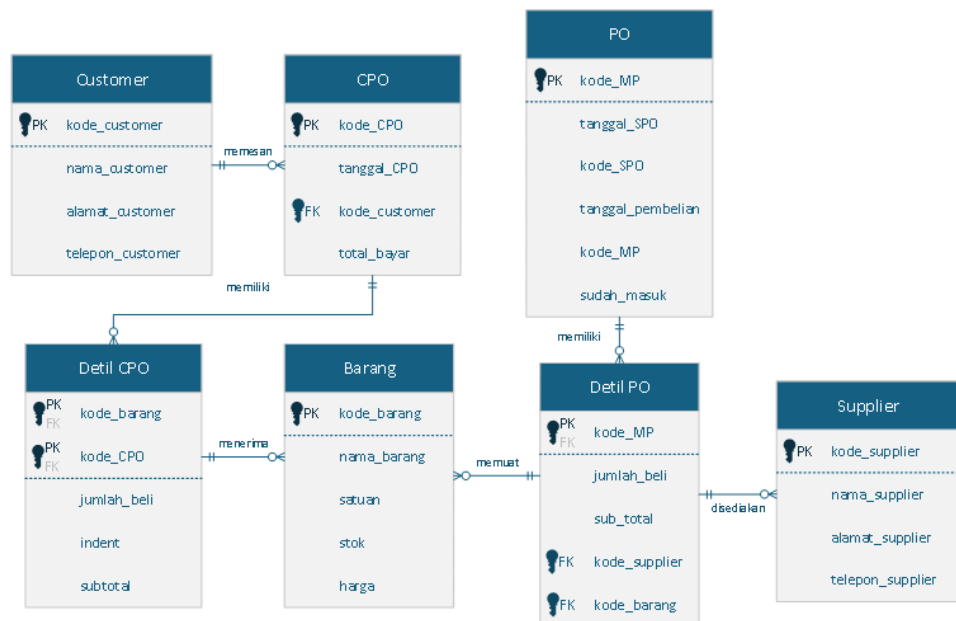 Customer
PK kode_customer
nama_customer
alamat_customer
telepon_customer
memesan
CPO
PK kode_CPO
tanggal_CPO
FK kode_customer
total_bayar
PO
PK kode_MP
tanggal_SPO
kode_SPO
tanggal_pembelian
kode_MP
sudah_masuk
memiliki
memiliki
Detil CPO
PK FK kode_barang
PK FK kode_CPO
jumlah_beli
indent
subtotal
menerima
Barang
PK kode_barang
nama_barang
satuan
stok
harga
memuat
Detil PO
PK FK kode_MP
jumlah_beli
sub_total
FK kode_supplier
FK kode_barang
disediakan
Supplier
PK kode_supplier
nama_supplier
alamat_supplier
telepon_supplier